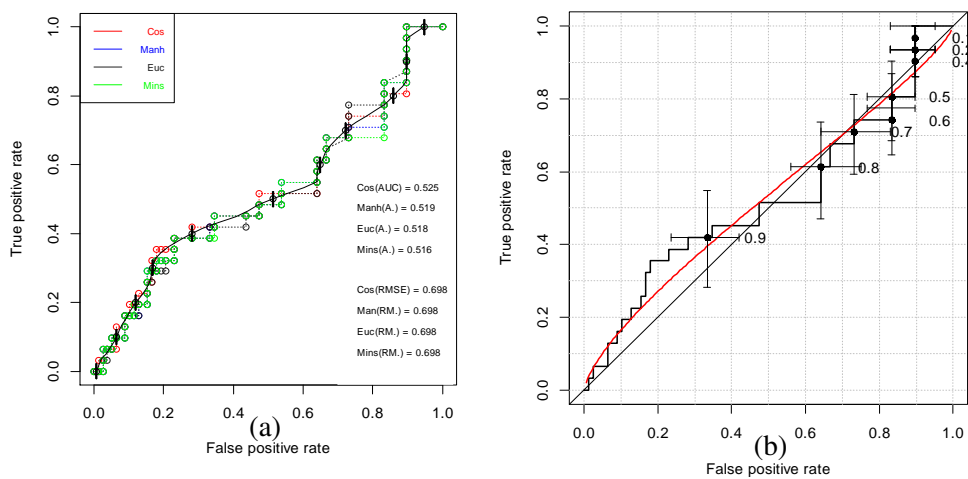 Cos
Manh
Euc
Mins
Cos(AUC) = 0.525
Manh(A.) = 0.519
Euc(A.) = 0.518
Mins(A.) = 0.516
Cos(RMSE) = 0.698
Man(RM.) = 0.698
Euc(RM.) = 0.698
Mins(RM.) = 0.698
True positive rate
0.0 0.2 0.4 0.6 0.8 1.0
0.0 0.2 0.4 0.6 0.8 1.0
(a)
False positive rate
True positive rate
0.0 0.2 0.4 0.6 0.8 1.0
0.5
0.6
0.7
0.8
0.9
0.0 0.2 0.4 0.6 0.8 1.0
(b)
False positive rate